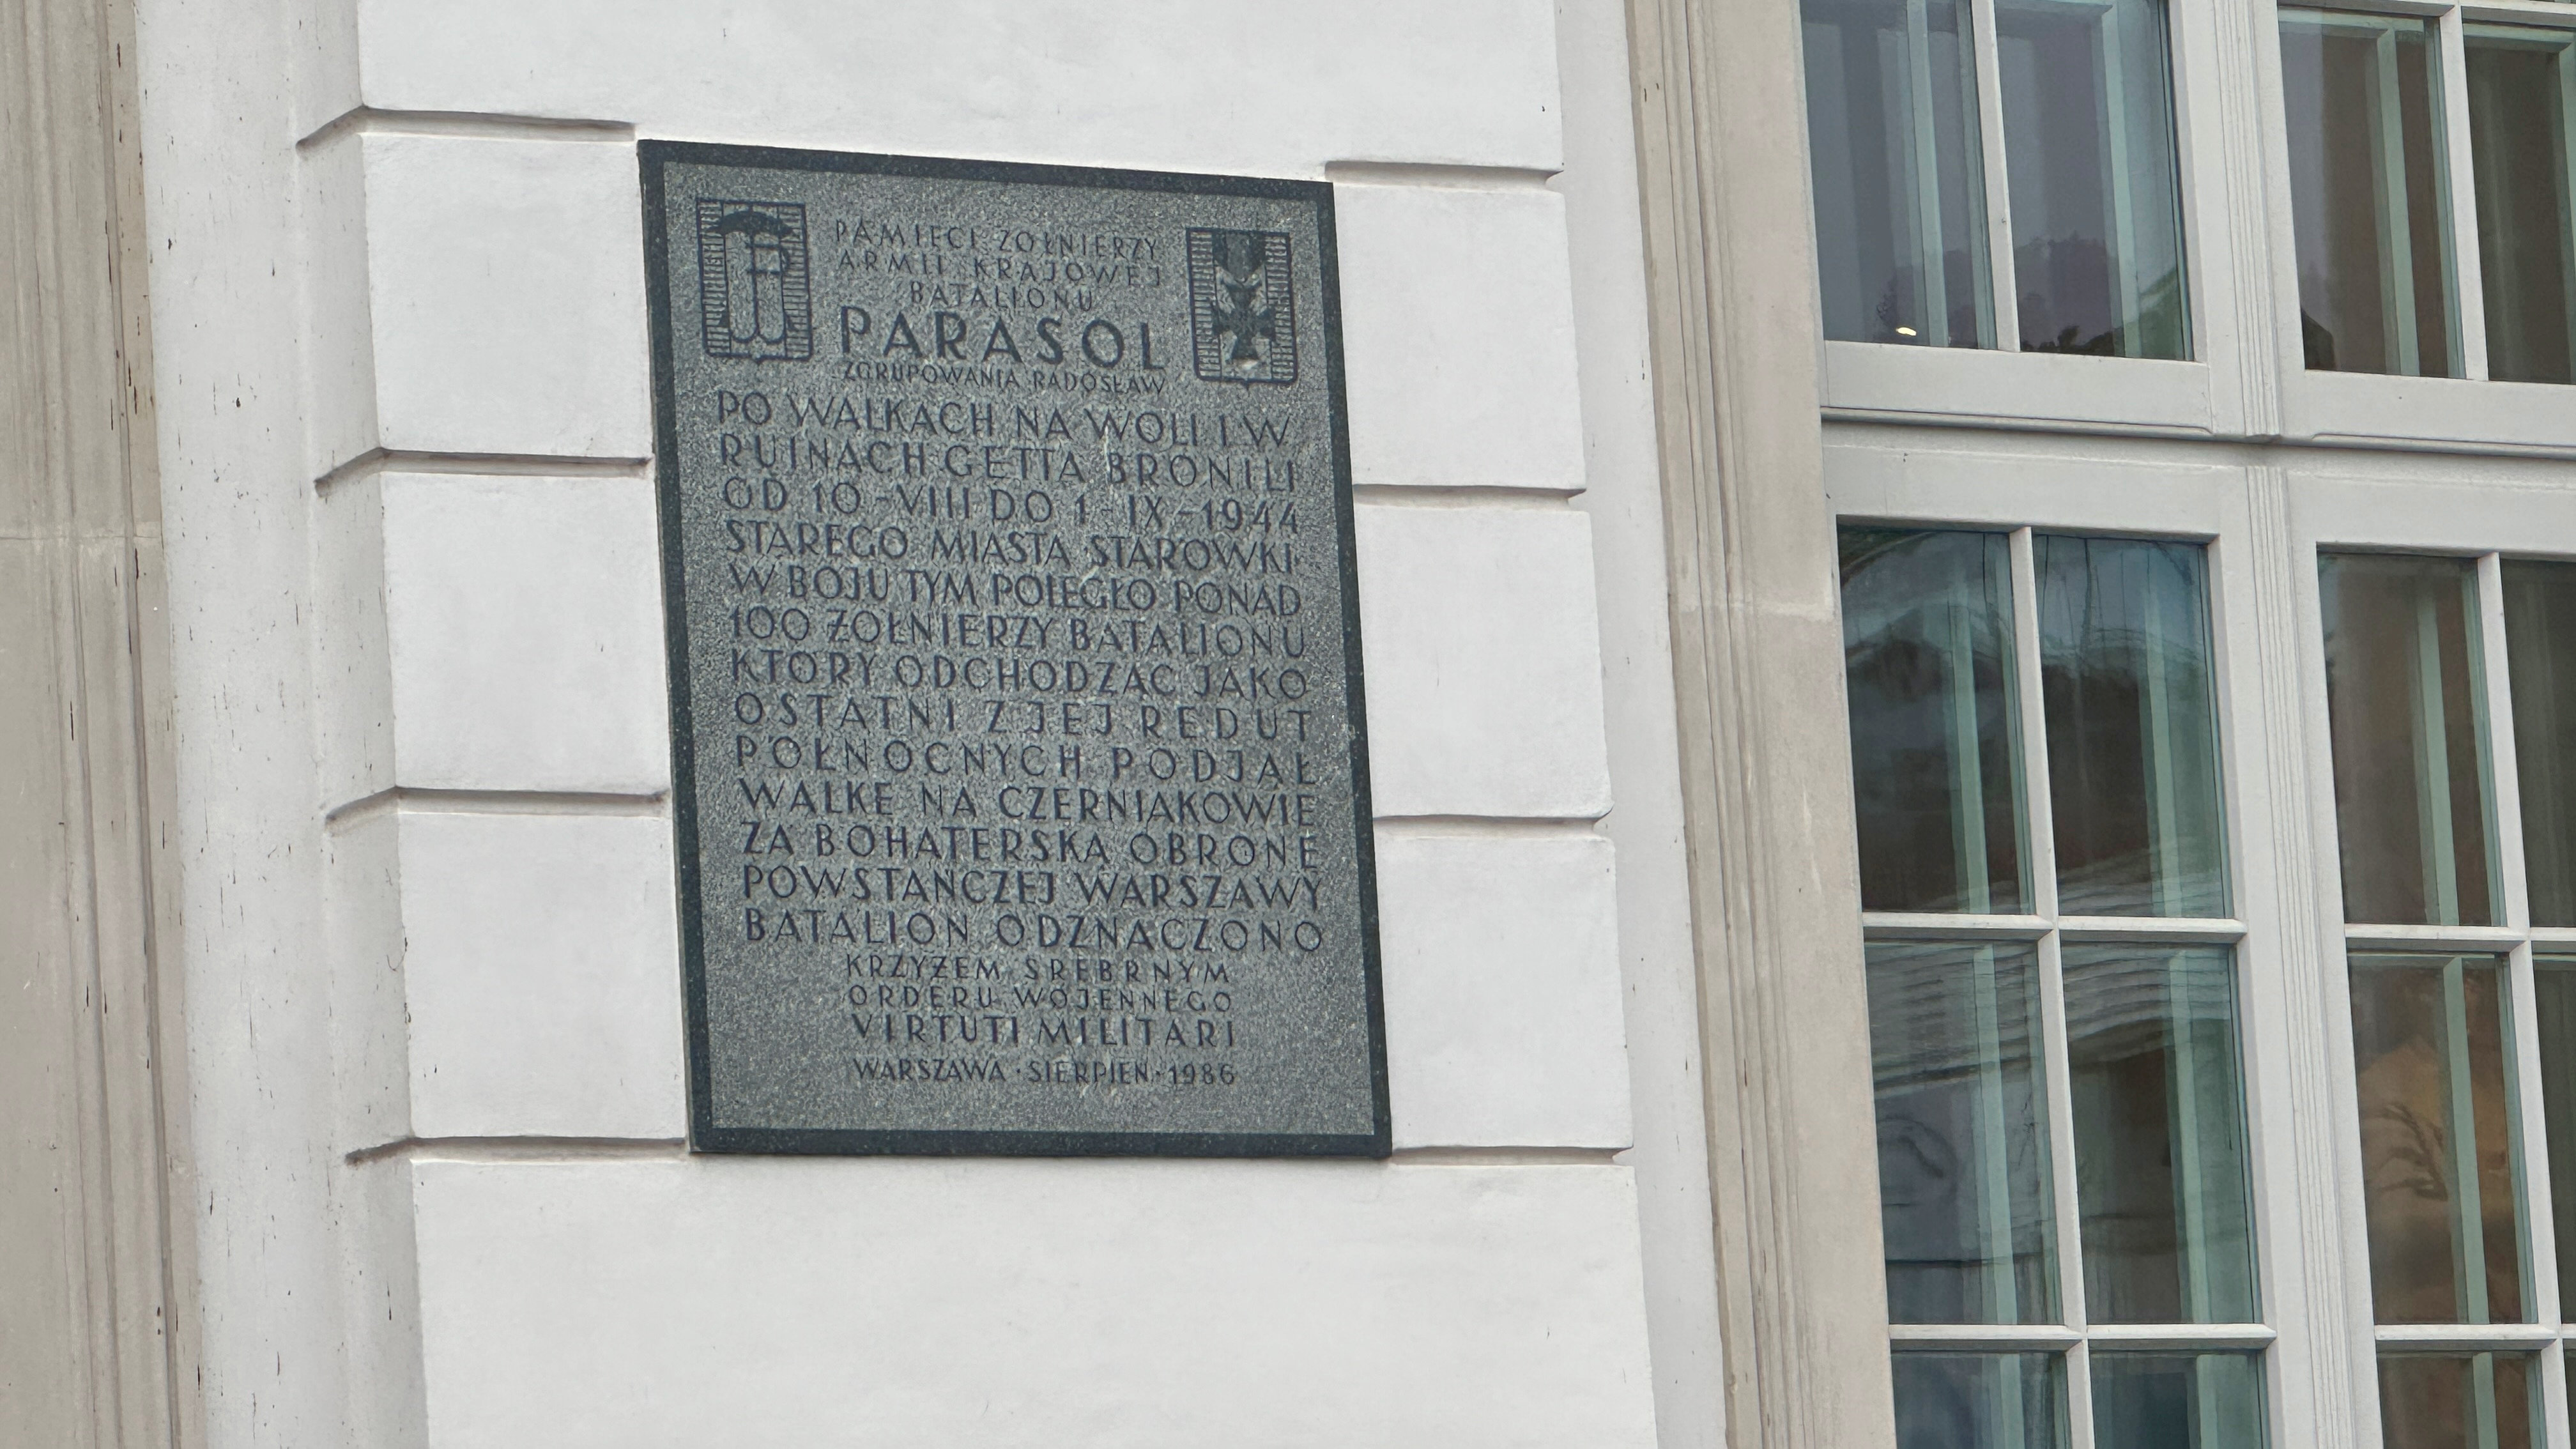 PAMIĘCI ŻOŁNIERZY
ARMII KRAJOWEJ
BATALIONU
PARASOL
ZGRUPOWANIA RADOSŁAW
PO WALKACH NA WOLI I W
RUINACH GETTA BRONILI
OD 10-VIII DO 1-IX-1944
STAREGO MIASTA STARÓWKI·
W BOJU TYM POLEGŁO PONAD
100 ŻOŁNIERZY BATALIONU
KTÓRY ODCHODZĄC JAKO
OSTATNI Z JEJ REDUT
PÓŁNOCNYCH PODJĄŁ
WALKĘ NA CZERNIAKOWIE
ZA BOHATERSKĄ OBRONĘ
POWSTAŃCZEJ WARSZAWY
BATALION ODZNACZONO
KRZYŻEM SREBRNYM
ORDERU WOJENNEGO
VIRTUTI MILITARI
WARSZAWA·SIERPIEŃ·1986